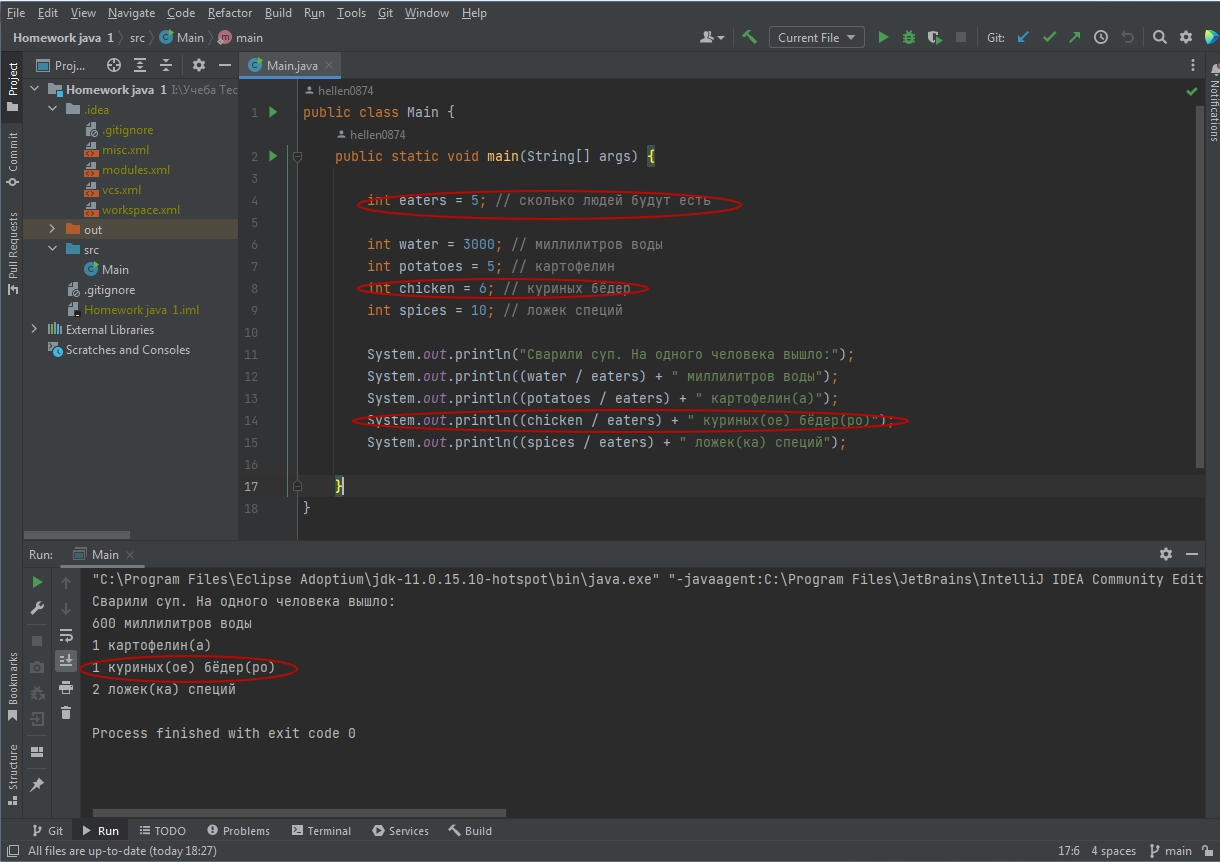 File Edit View Navigate Code Refactor Build Run Tools Git Window Help
Homework java 1 src Main main
Current File Git:
Project Proj... Main.java
Homework java 1 I:\Учеба Тес
.idea
.gitignore
misc.xml
modules.xml
vcs.xml
workspace.xml
out
src
Main
.gitignore
Homework java 1.iml
External Libraries
Scratches and Consoles
Commit
Pull Requests
Notifications
hellen0874
1 public class Main {
hellen0874
2 public static void main(String[] args) {
3
4 int eaters = 5; // сколько людей будут есть
5
6 int water = 3000; // миллилитров воды
7 int potatoes = 5; // картофелин
8 int chicken = 6; // куриных бёдер
9 int spices = 10; // ложек специй
10
11 System.out.println("Сварили суп. На одного человека вышло:");
12 System.out.println((water / eaters) + " миллилитров воды");
13 System.out.println((potatoes / eaters) + " картофелин(а)");
14 System.out.println((chicken / eaters) + " куриных(ое) бёдер(ро)");
15 System.out.println((spices / eaters) + " ложек(ка) специй");
16
17 }
18 }
Run: Main
"C:\Program Files\Eclipse Adoptium\jdk-11.0.15.10-hotspot\bin\java.exe" "-javaagent:C:\Program Files\JetBrains\IntelliJ IDEA Community Edit
Сварили суп. На одного человека вышло:
600 миллилитров воды
1 картофелин(а)
1 куриных(ое) бёдер(ро)
2 ложек(ка) специй
Process finished with exit code 0
Bookmarks
Structure
Git Run TODO Problems Terminal Services Build
All files are up-to-date (today 18:27) 17:6 4 spaces main